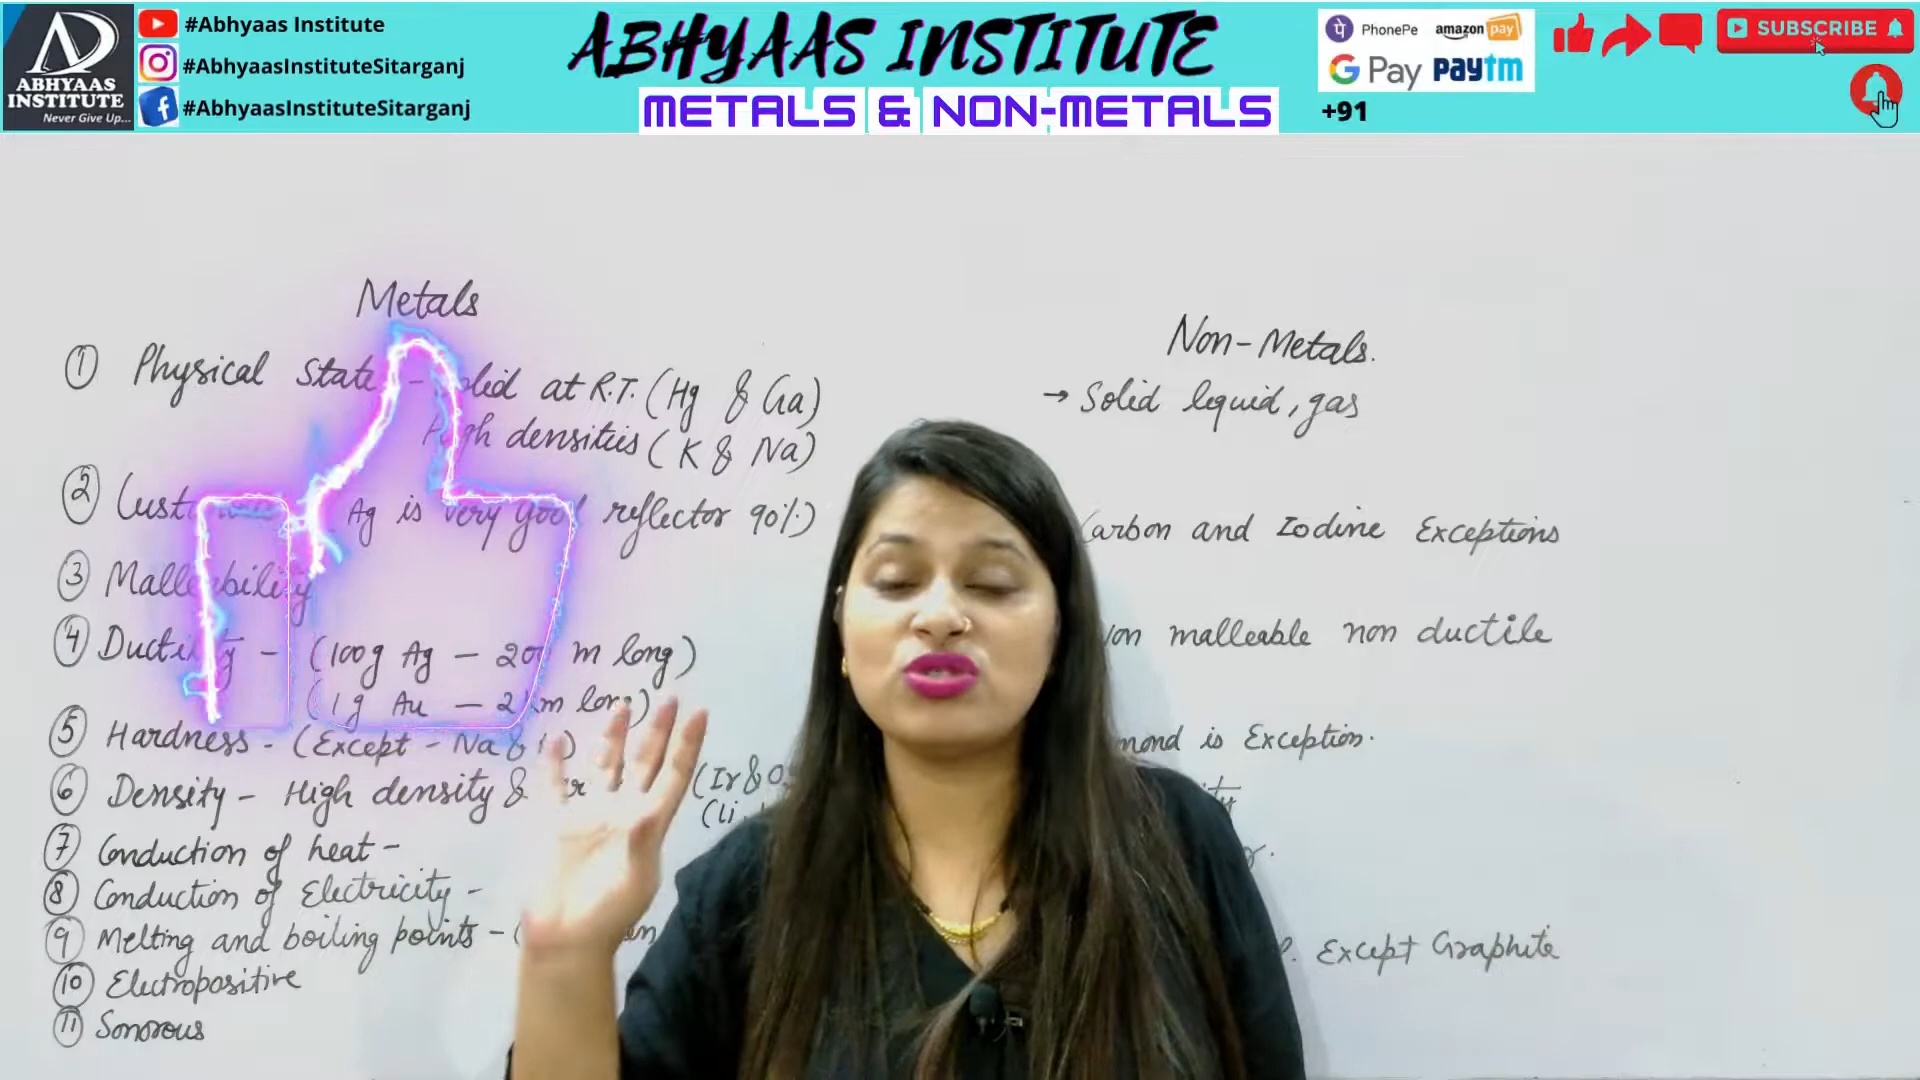 #Abhyaas Institute
#AbhyaasInstituteSitarganj
#AbhyaasInstituteSitarganj
ABHYAAS
INSTITUTE
Never Give Up...
ABHYAAS INSTITUTE
METALS & NON-METALS
PhonePe amazon pay
G Pay paytm
+91
SUBSCRIBE
Metals
① Physical State - Solid at R.T. (Hg & Ga)
High densities (K & Na)
② Ag is very good reflector 90%)
③ Malleability
④ Ductility - (100g Ag - 200 m long)
(1g Au - 2 km long)
⑤ Hardness - (Except - Na &
⑥ Density - High density & (Ir &
(Li,
⑦ Conduction of heat -
⑧ Conduction of Electricity -
⑨ Melting and boiling points - (
⑩ Electropositive
⑪ Sonorous
Non-Metals.
→ Solid liquid, gas
Carbon and Iodine Exceptions
Non malleable non ductile
mond is Exception.
Except Graphite